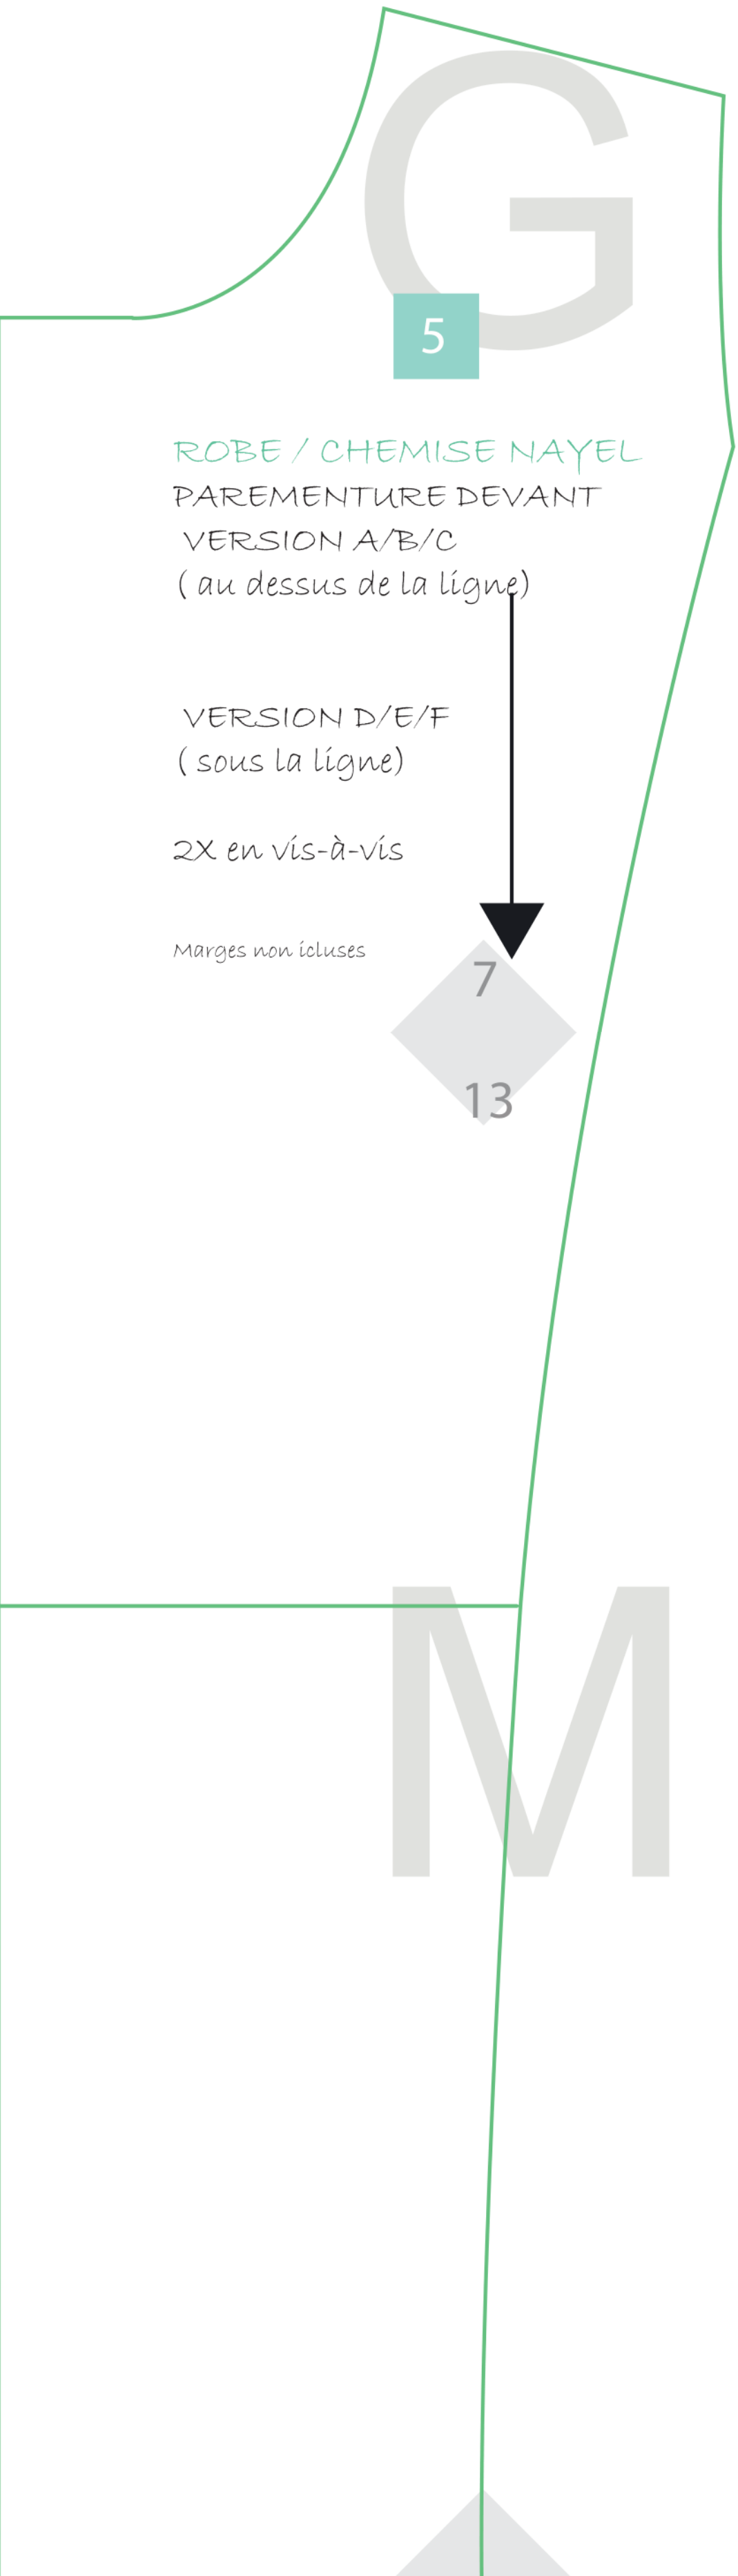 G
5
ROBE / CHEMISE NAYEL
PAREMENTURE DEVANT
VERSION A/B/C
( au dessus de la ligne)
VERSION D/E/F
( sous la ligne)
2X en vis-à-vis
Marges non icluses
7
13
M